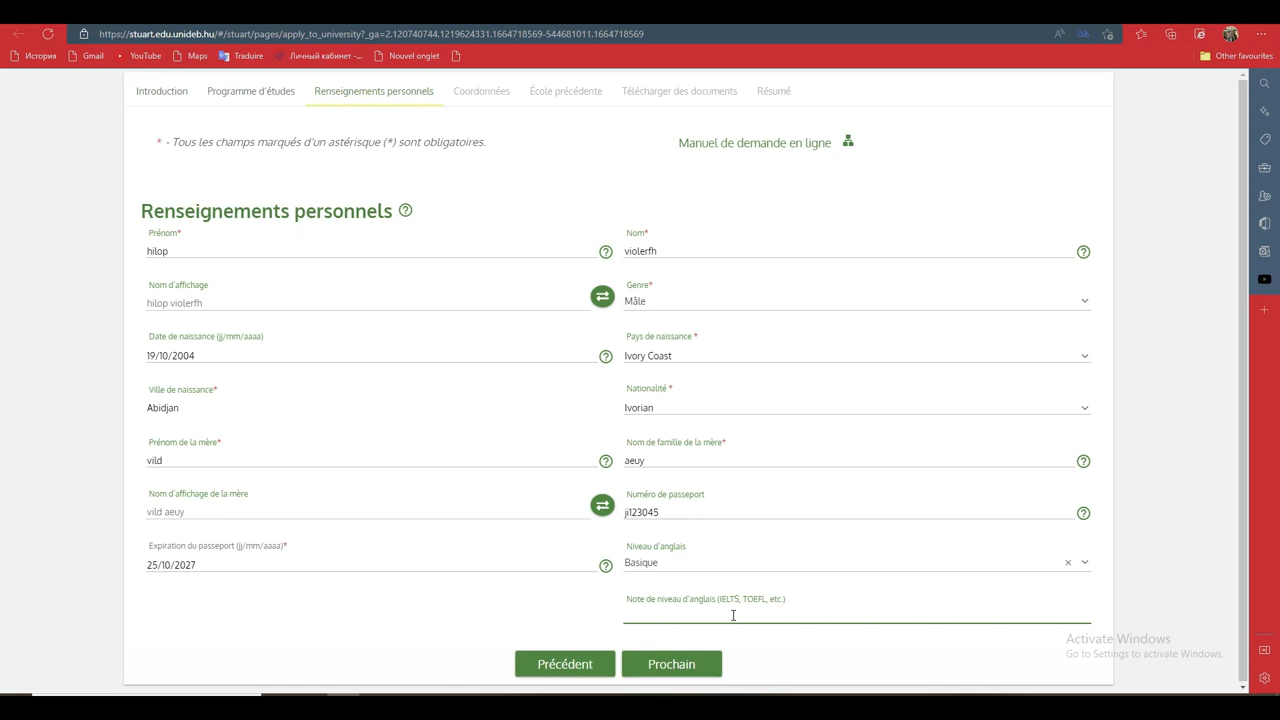 https://stuart.edu.unideb.hu/#/stuart/pages/apply_to_university?_ga=2.120740744.1219624331.1664718569-544681011.1664718569
История Gmail YouTube Maps Traduire Личный кабинет -... Nouvel onglet Other favourites
Introduction Programme d'études Renseignements personnels Coordonnées École précédente Télécharger des documents Résumé
* - Tous les champs marqués d'un astérisque (*) sont obligatoires. Manuel de demande en ligne
Renseignements personnels
Prénom* Nom*
hilop violerfh
Nom d'affichage Genre*
hilop violerfh Mâle
Date de naissance (jj/mm/aaaa) Pays de naissance *
19/10/2004 Ivory Coast
Ville de naissance* Nationalité *
Abidjan Ivorian
Prénom de la mère* Nom de famille de la mère*
vild aeuy
Nom d'affichage de la mère Numéro de passeport
vild aeuy ji123045
Expiration du passeport (jj/mm/aaaa)* Niveau d'anglais
25/10/2027 Basique
Note de niveau d'anglais (IELTS, TOEFL, etc.)
Précédent Prochain
Activate Windows
Go to Settings to activate Windows.